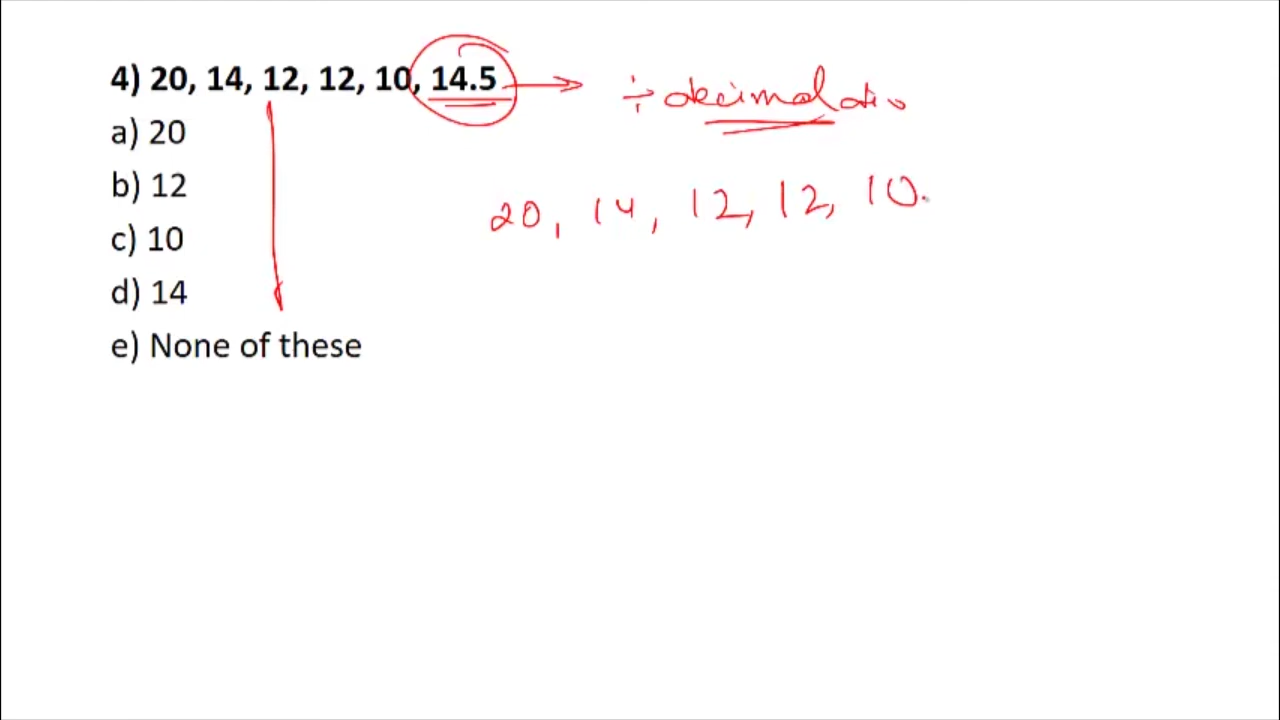 4) 20, 14, 12, 12, 10, 14.5
÷ decimal
a) 20
b) 12
20, 14, 12, 12, 10.
c) 10
d) 14
e) None of these